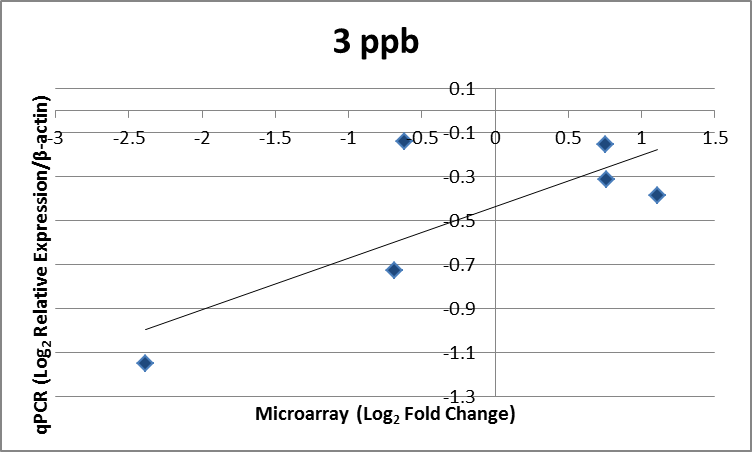 3 ppb
qPCR (Log₂ Relative Expression/β-actin)
0.1
-0.1
-3 -2.5 -2 -1.5 -1 -0.5 0 0.5 1 1.5
-0.3
-0.5
-0.7
-0.9
-1.1
-1.3
Microarray (Log₂ Fold Change)